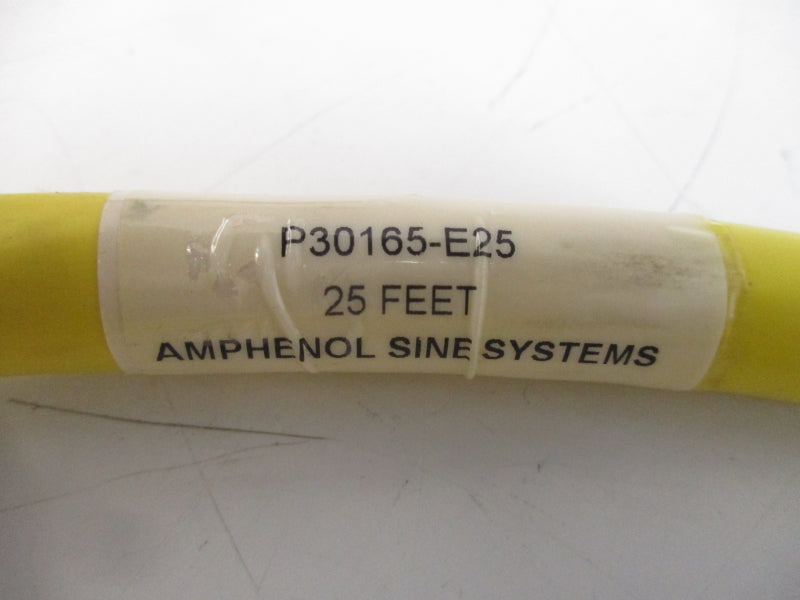 P30165-E25
25 FEET
AMPHENOL SINE SYSTEMS